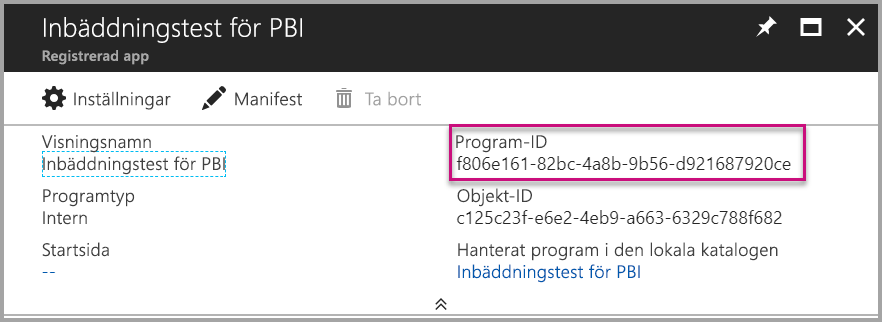 Inbäddningstest för PBI
Registrerad app
Inställningar
Manifest
Ta bort
Visningsnamn
Inbäddningstest för PBI
Program-ID
f806e161-82bc-4a8b-9b56-d921687920ce
Programtyp
Intern
Objekt-ID
c125c23f-e6e2-4eb9-a663-6329c788f682
Startsida
--
Hanterat program i den lokala katalogen
Inbäddningstest för PBI